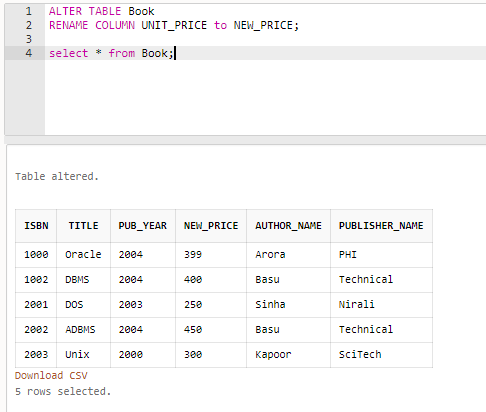 1 ALTER TABLE Book
2 RENAME COLUMN UNIT_PRICE to NEW_PRICE;
3
4 select * from Book;
Table altered.
ISBN TITLE PUB_YEAR NEW_PRICE AUTHOR_NAME PUBLISHER_NAME
1000 Oracle 2004 399 Arora PHI
1002 DBMS 2004 400 Basu Technical
2001 DOS 2003 250 Sinha Nirali
2002 ADBMS 2004 450 Basu Technical
2003 Unix 2000 300 Kapoor SciTech
Download CSV
5 rows selected.